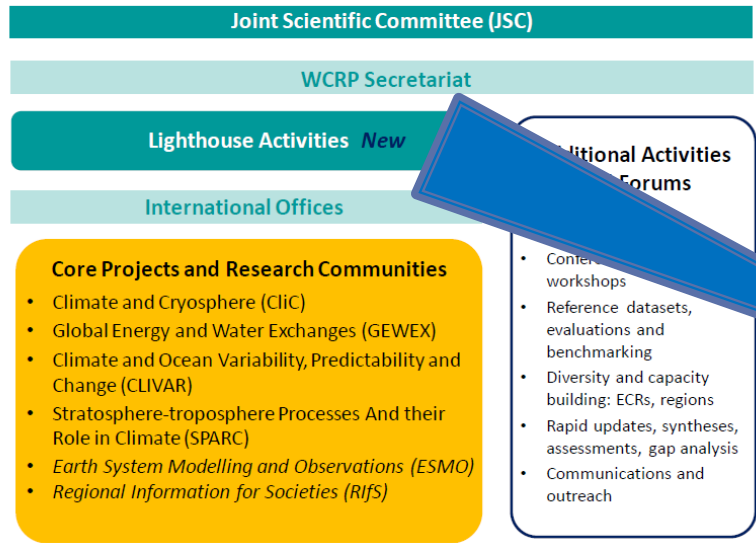 Joint Scientific Committee (JSC)
WCRP Secretariat
Lighthouse Activities New
International Offices
Core Projects and Research Communities
• Climate and Cryosphere (CliC)
• Global Energy and Water Exchanges (GEWEX)
• Climate and Ocean Variability, Predictability and
Change (CLIVAR)
• Stratosphere-troposphere Processes And their
Role in Climate (SPARC)
• Earth System Modelling and Observations (ESMO)
• Regional Information for Societies (RIfS)
Activities
Forums
•
workshops
• Reference datasets,
evaluations and
benchmarking
• Diversity and capacity
building: ECRs, regions
• Rapid updates, syntheses,
assessments, gap analysis
• Communications and
outreach